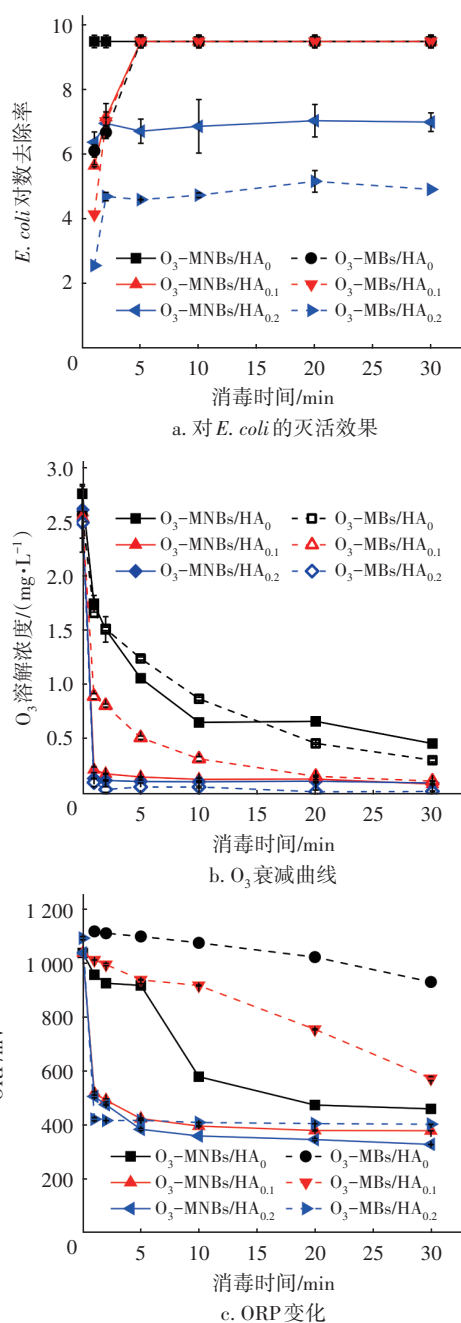 10
8
6
4
2
0
E. coli 对数去除率
O₃-MNBs/HA₀ O₃-MBs/HA₀
O₃-MNBs/HA₀.₁ O₃-MBs/HA₀.₁
O₃-MNBs/HA₀.₂ O₃-MBs/HA₀.₂
5 10 15 20 25 30
消毒时间/min
a. 对E. coli的灭活效果
3.0
2.5
2.0
1.5
1.0
0.5
0
O₃溶解浓度/(mg·L⁻¹)
O₃-MNBs/HA₀ O₃-MBs/HA₀
O₃-MNBs/HA₀.₁ O₃-MBs/HA₀.₁
O₃-MNBs/HA₀.₂ O₃-MBs/HA₀.₂
5 10 15 20 25 30
消毒时间/min
b. O₃衰减曲线
1 200
1 000
800
600
400
200
0
O₃-MNBs/HA₀ O₃-MBs/HA₀
O₃-MNBs/HA₀.₁ O₃-MBs/HA₀.₁
O₃-MNBs/HA₀.₂ O₃-MBs/HA₀.₂
5 10 15 20 25 30
消毒时间/min
c. ORP变化